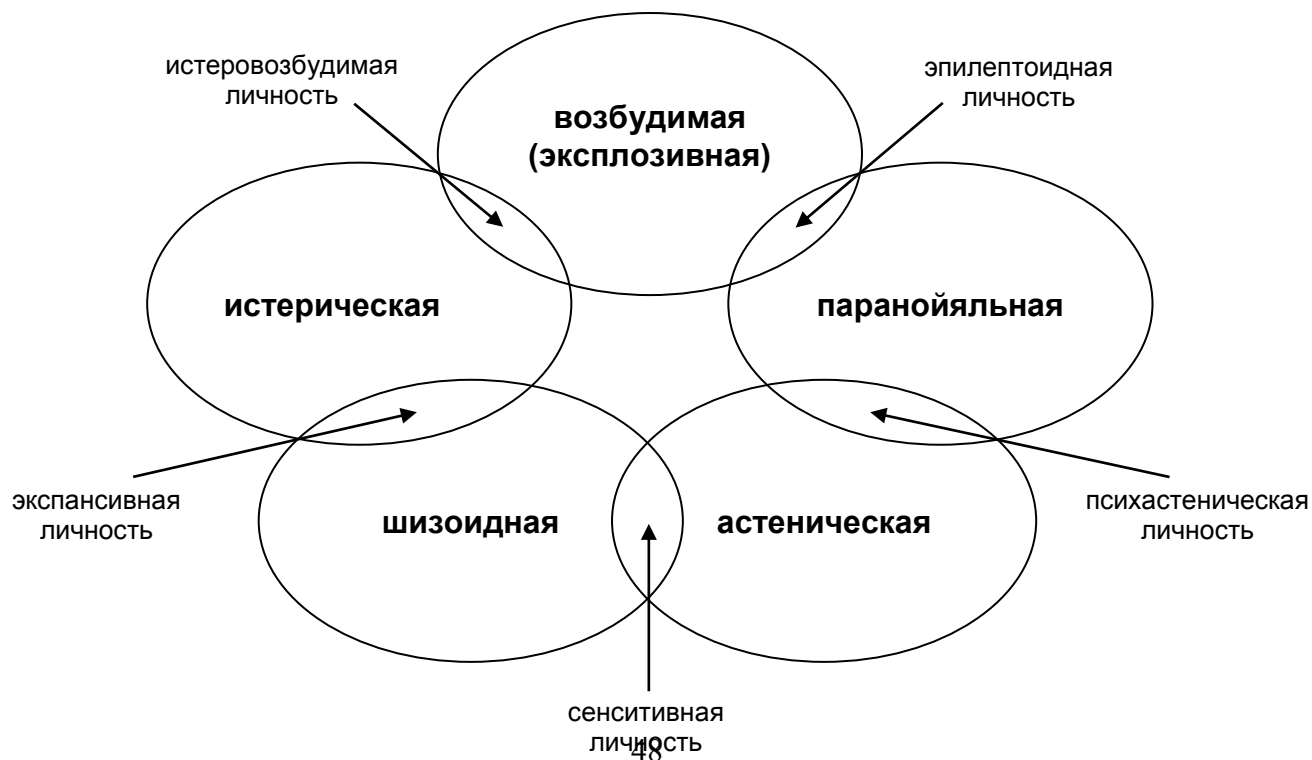 истеровозбудимая
личность
эпилептоидная
личность
возбудимая
(эксплозивная)
истерическая
паранойяльная
экспансивная
личность
шизоидная
астеническая
психастеническая
личность
сенситивная
личность
48